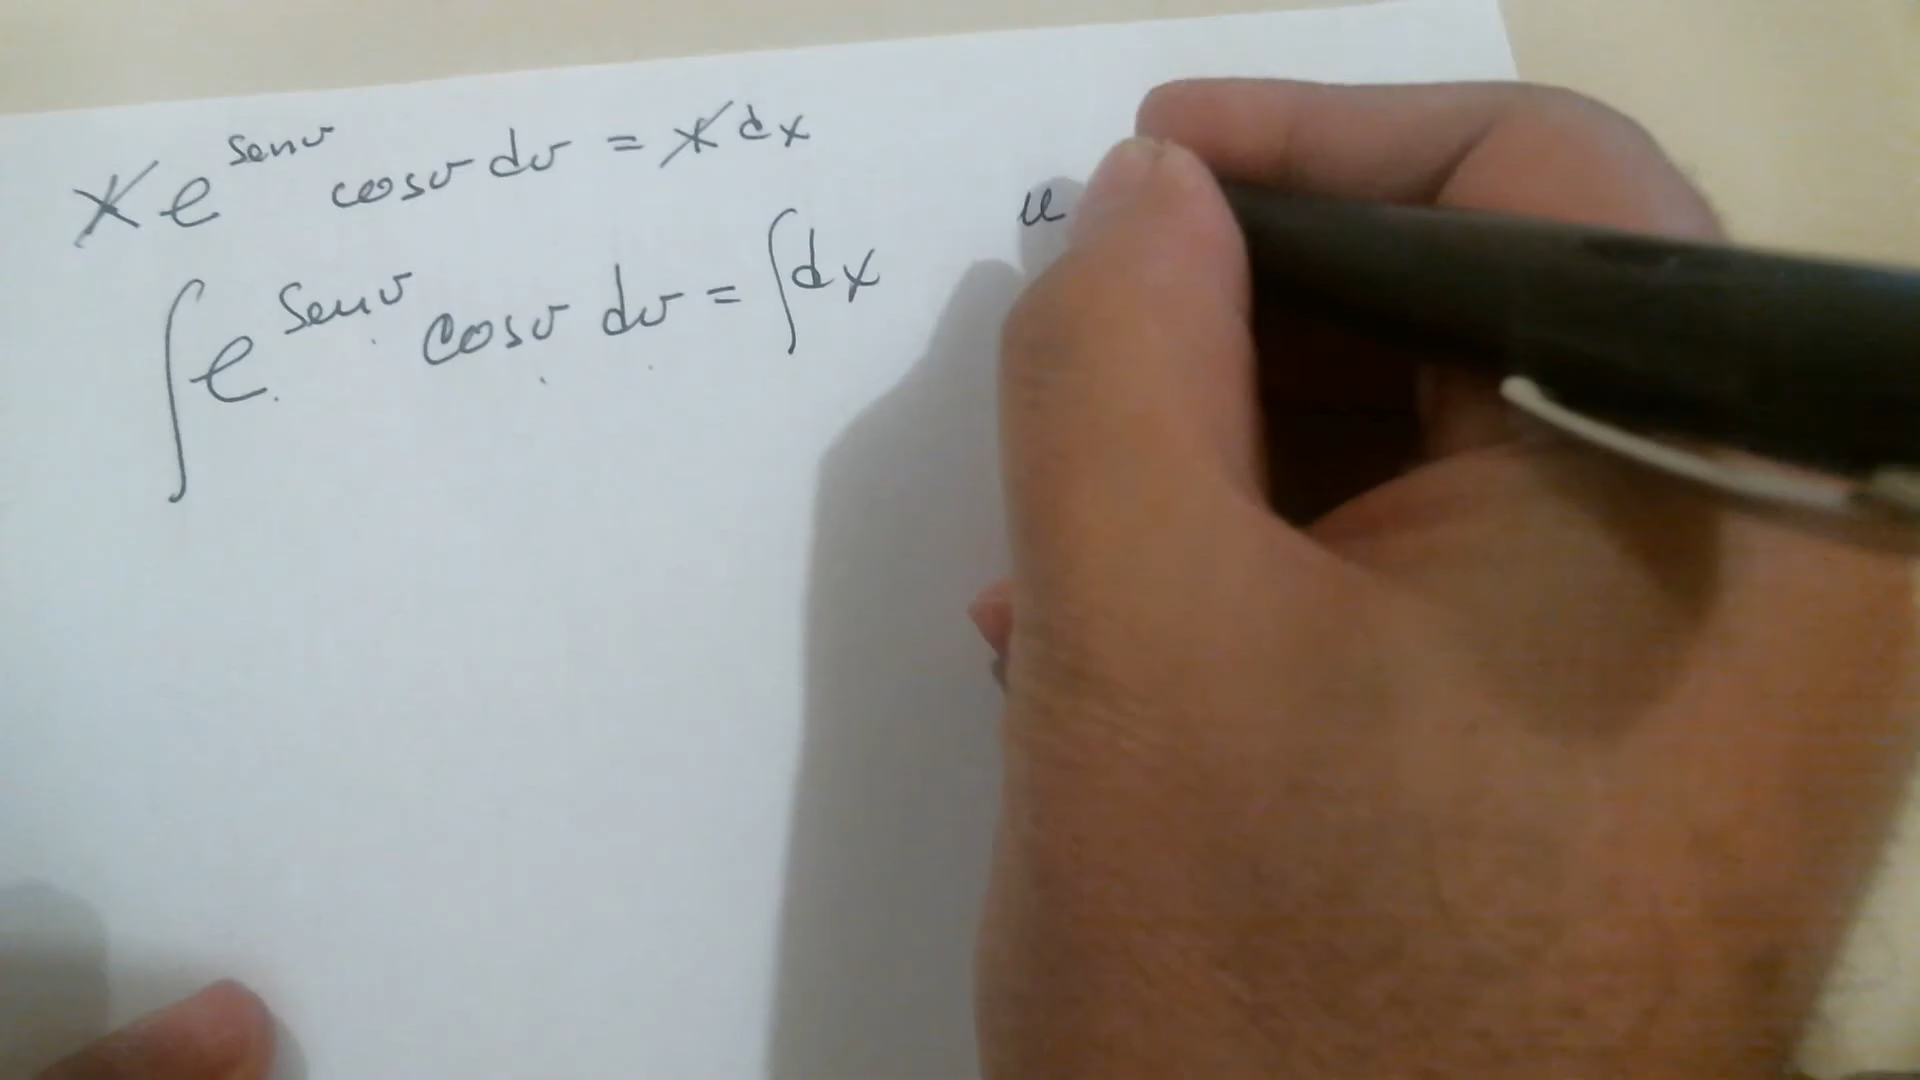 x e^senv cosv dv = x dx
∫ e^senv cosv dv = ∫ dx
u